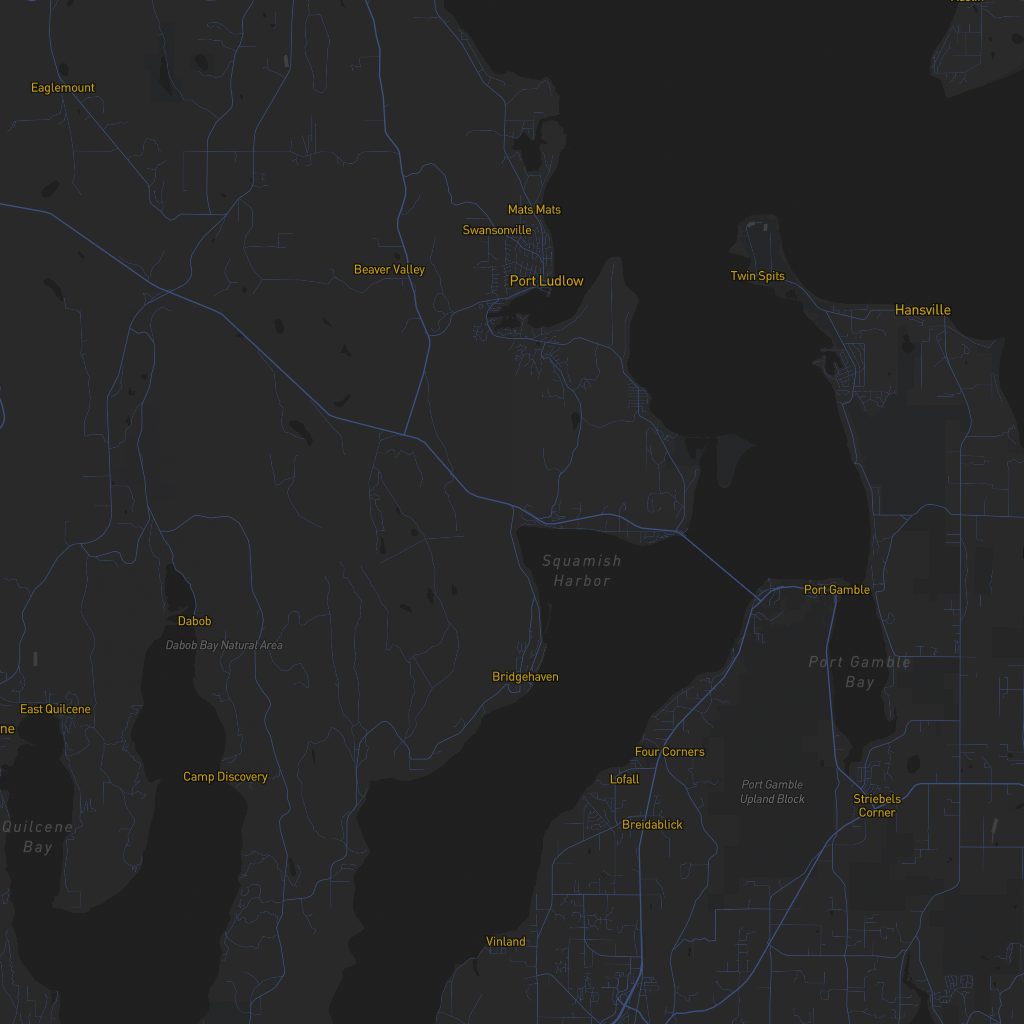 Eaglemount
Mats Mats
Swansonville
Beaver Valley
Port Ludlow
Twin Spits
Hansville
Squamish
Harbor
Port Gamble
Dabob
Dabob Bay Natural Area
Port Gamble
Bay
Bridgehaven
East Quilcene
ne
Four Corners
Camp Discovery
Lofall
Port Gamble
Upland Block
Striebels
Corner
Quilcene
Bay
Breidablick
Vinland